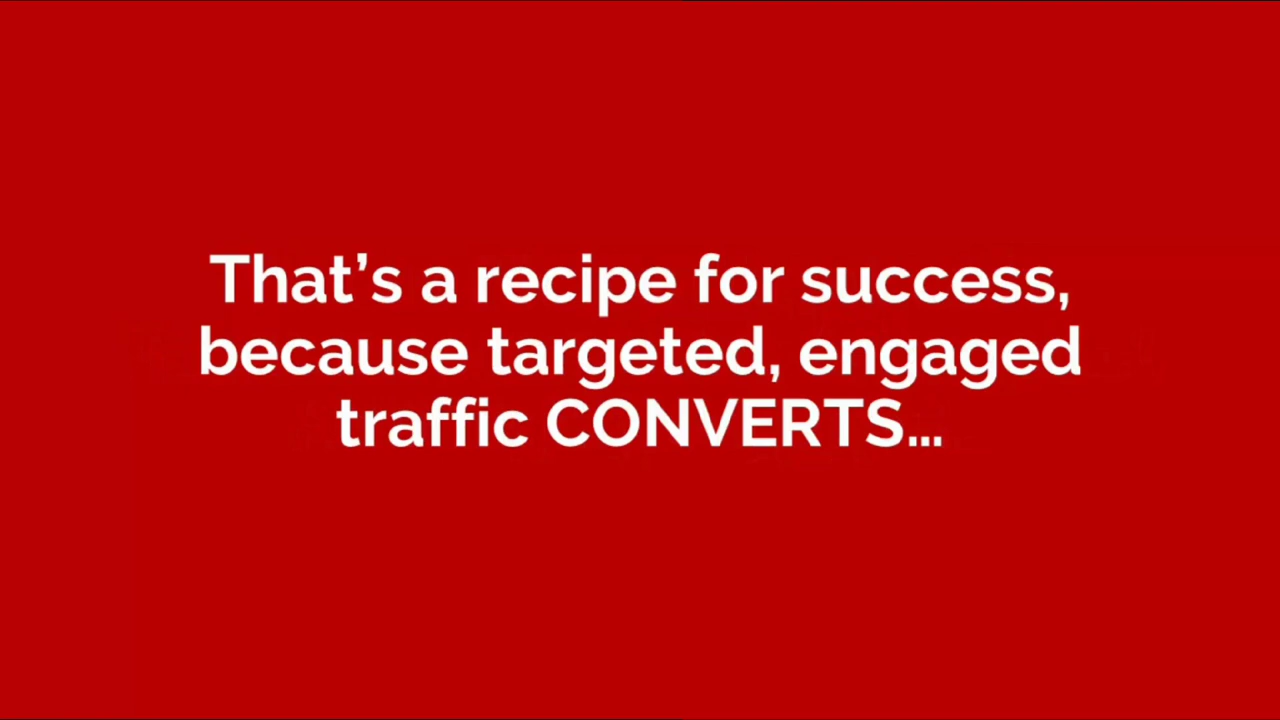 That’s a recipe for success,
because targeted, engaged
traffic CONVERTS…